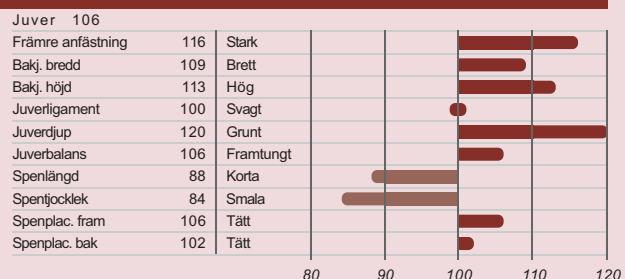 Juver 106
Främre anfästning 116 Stark
Bakj. bredd 109 Brett
Bakj. höjd 113 Hög
Juverligament 100 Svagt
Juverdjup 120 Grunt
Juverbalans 106 Framtungt
Spenlängd 88 Korta
Spentjocklek 84 Smala
Spenplac. fram 106 Tätt
Spenplac. bak 102 Tätt
80 90 100 110 120